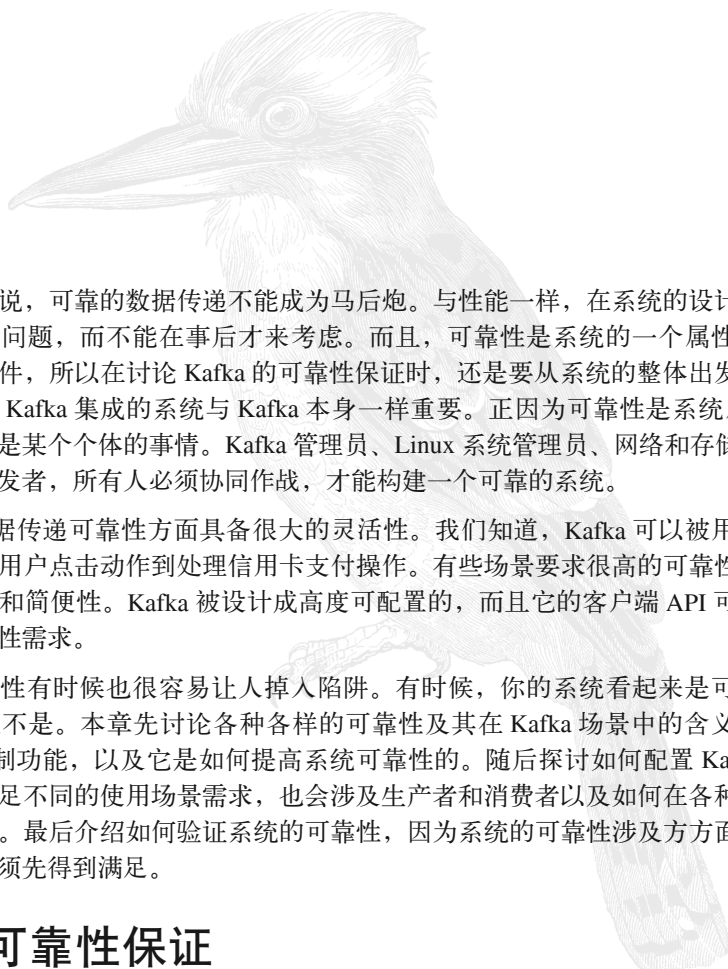 说，可靠的数据传递不能成为马后炮。与性能一样，在系统的设计
问题，而不能在事后才来考虑。而且，可靠性是系统的一个属性
件，所以在讨论 Kafka 的可靠性保证时，还是要从系统的整体出发
Kafka 集成的系统与 Kafka 本身一样重要。正因为可靠性是系统
是某个个体的事情。Kafka 管理员、Linux 系统管理员、网络和存储
发者，所有人必须协同作战，才能构建一个可靠的系统。
据传递可靠性方面具备很大的灵活性。我们知道，Kafka 可以被用
用户点击动作到处理信用卡支付操作。有些场景要求很高的可靠性
和简便性。Kafka 被设计成高度可配置的，而且它的客户端 API 可
性需求。
性有时候也很容易让人掉入陷阱。有时候，你的系统看起来是可
不是。本章先讨论各种各样的可靠性及其在 Kafka 场景中的含义
制功能，以及它是如何提高系统可靠性的。随后探讨如何配置 Ka
足不同的使用场景需求，也会涉及生产者和消费者以及如何在各种
。最后介绍如何验证系统的可靠性，因为系统的可靠性涉及方方面
须先得到满足。
可靠性保证